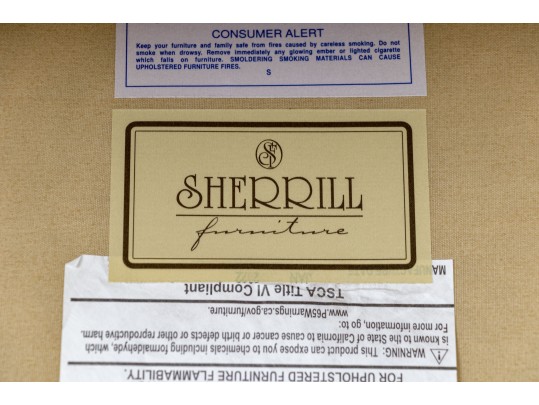 CONSUMER ALERT
Keep your furniture and family safe from fires caused by careless smoking. Do not
smoke when drowsy. Remove immediately any glowing ember or lighted cigarette
which falls on furniture. SMOLDERING SMOKING MATERIALS CAN CAUSE
UPHOLSTERED FURNITURE FIRES.
S
SF
SHERRILL
furniture
FOR UPHOLSTERED FURNITURE FLAMMABILITY.
WARNING: This product can expose you to chemicals including formaldehyde, which
is known to the State of California to cause cancer or birth defects or other reproductive harm.
For more information, go to:
www.P65Warnings.ca.gov/furniture.
TSCA Title VI Compliant